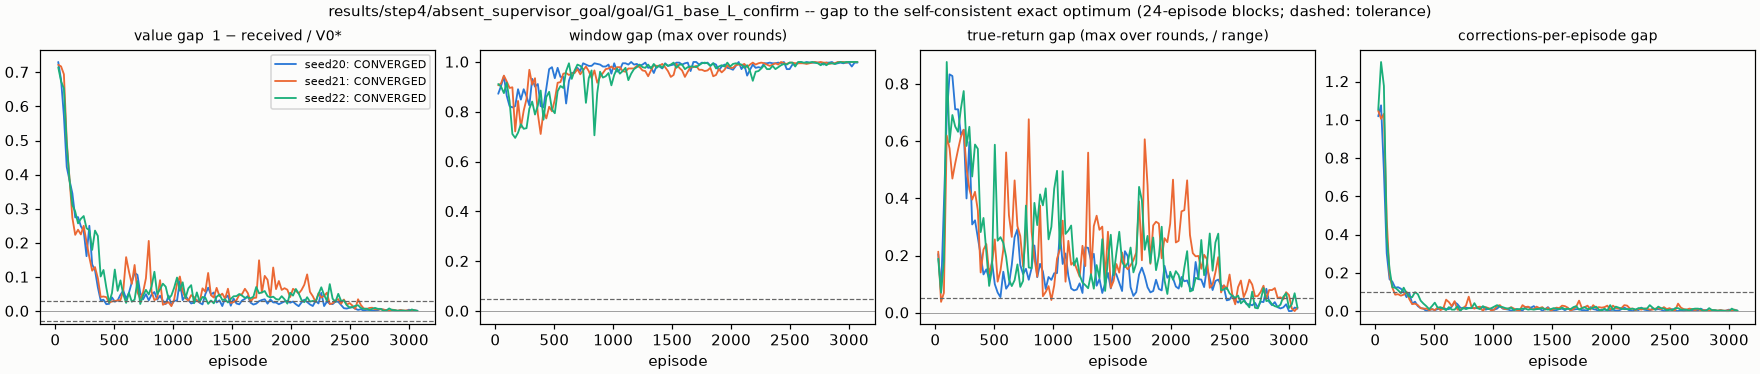 results/step4/absent_supervisor_goal/goal/G1_base_L_confirm -- gap to the self-consistent exact optimum (24-episode blocks; dashed: tolerance)
value gap 1 − received / V0*
0.7
0.6
0.5
0.4
0.3
0.2
0.1
0.0
seed20: CONVERGED
seed21: CONVERGED
seed22: CONVERGED
0 500 1000 1500 2000 2500 3000
episode
window gap (max over rounds)
1.0
0.8
0.6
0.4
0.2
0.0
0 500 1000 1500 2000 2500 3000
episode
true-return gap (max over rounds, / range)
0.8
0.6
0.4
0.2
0.0
0 500 1000 1500 2000 2500 3000
episode
corrections-per-episode gap
1.2
1.0
0.8
0.6
0.4
0.2
0.0
0 500 1000 1500 2000 2500 3000
episode